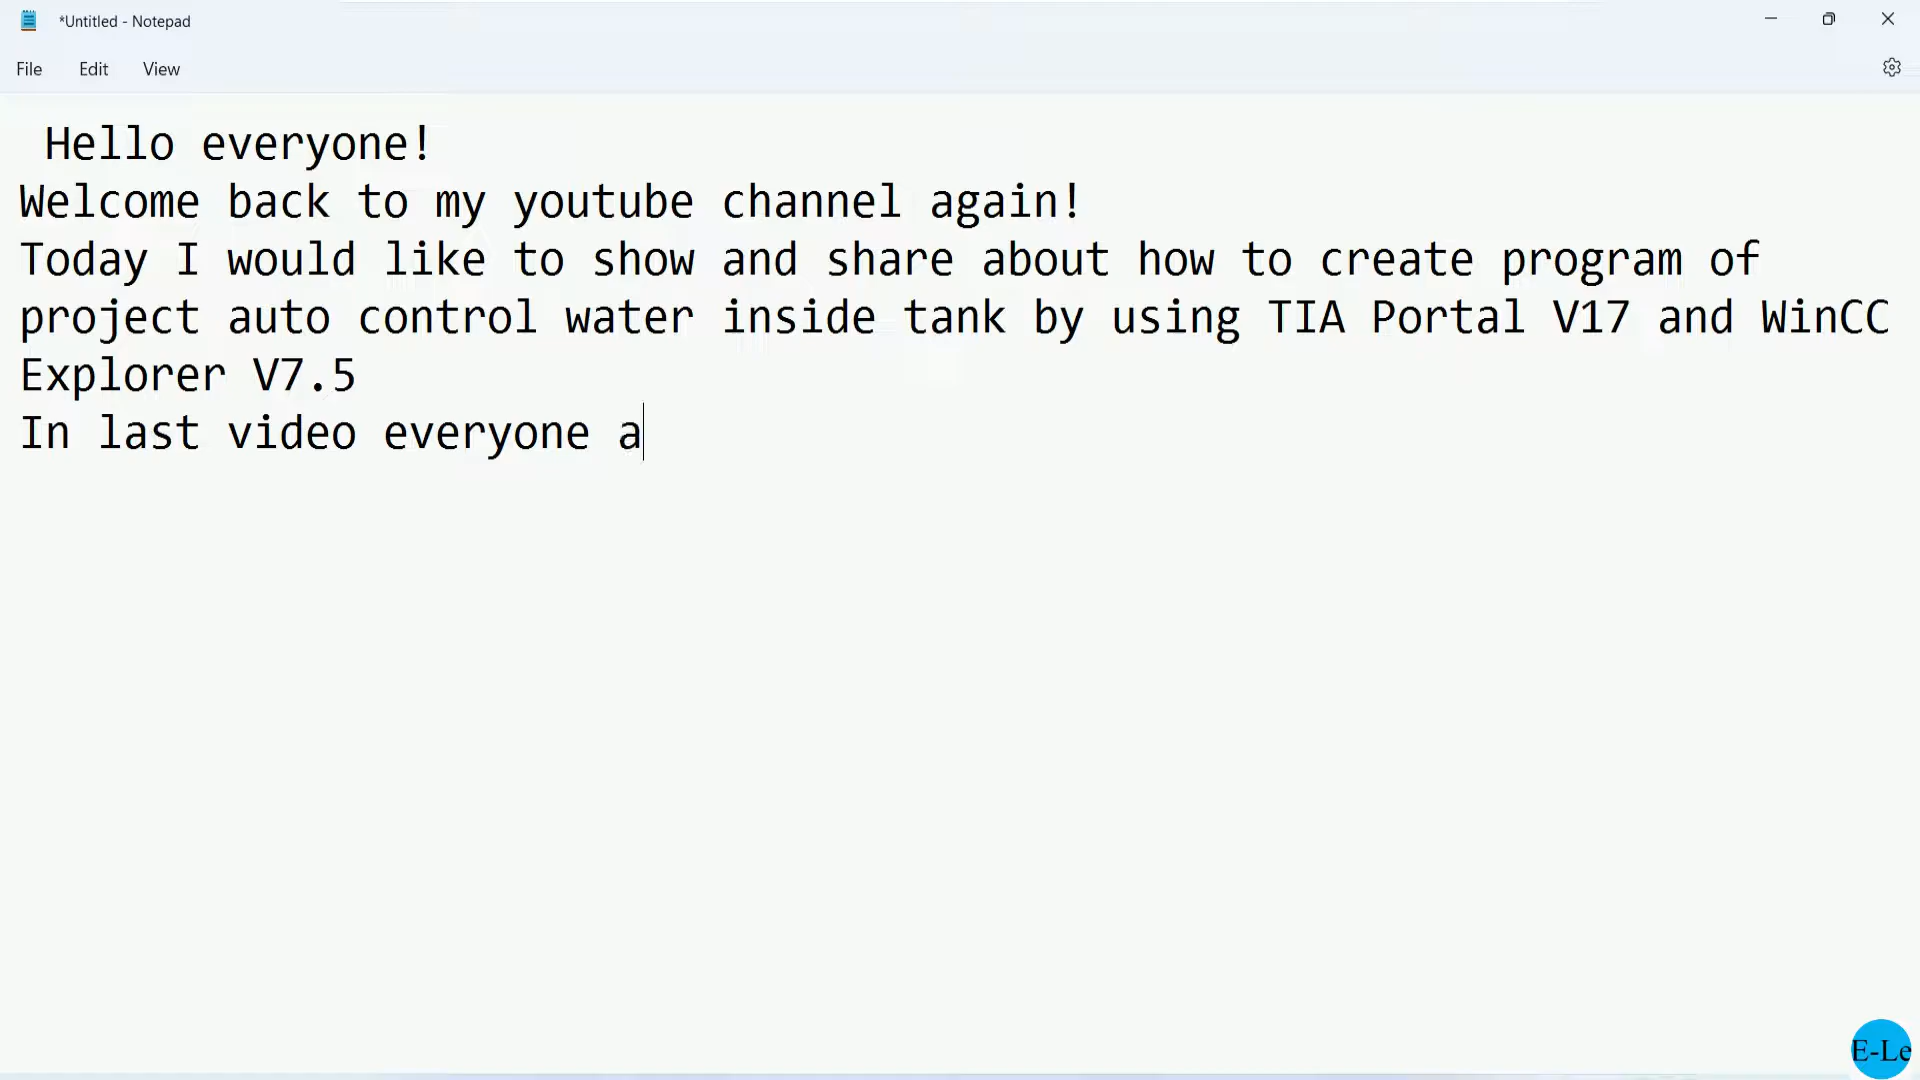 *Untitled - Notepad
File Edit View
Hello everyone!
Welcome back to my youtube channel again!
Today I would like to show and share about how to create program of
project auto control water inside tank by using TIA Portal V17 and WinCC
Explorer V7.5
In last video everyone a
E-Le